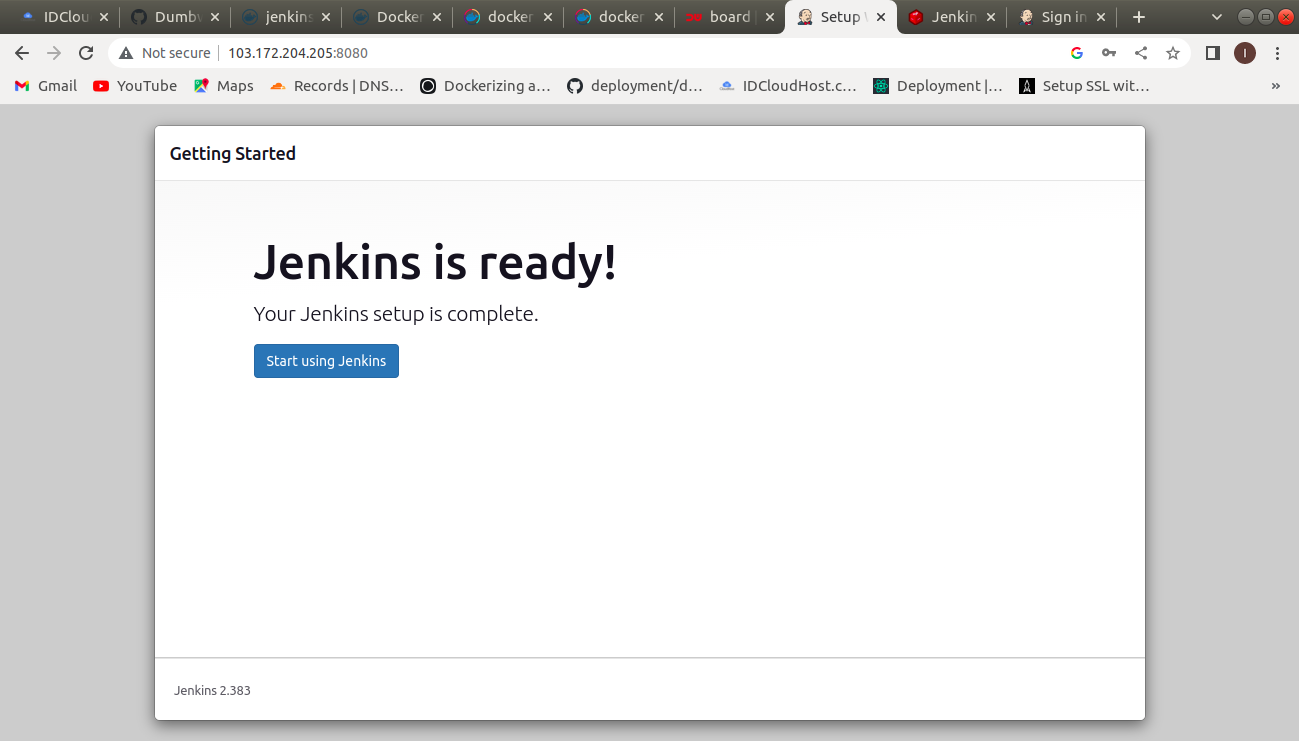 IDClou
Dumbw
jenkins
Docker
docker
docker
board
Setup
Jenkin
Sign in
Not secure
103.172.204.205:8080
I
Gmail
YouTube
Maps
Records | DNS...
Dockerizing a...
deployment/d...
IDCloudHost.c...
Deployment |...
Setup SSL wit...
»
Getting Started
Jenkins is ready!
Your Jenkins setup is complete.
Start using Jenkins
Jenkins 2.383